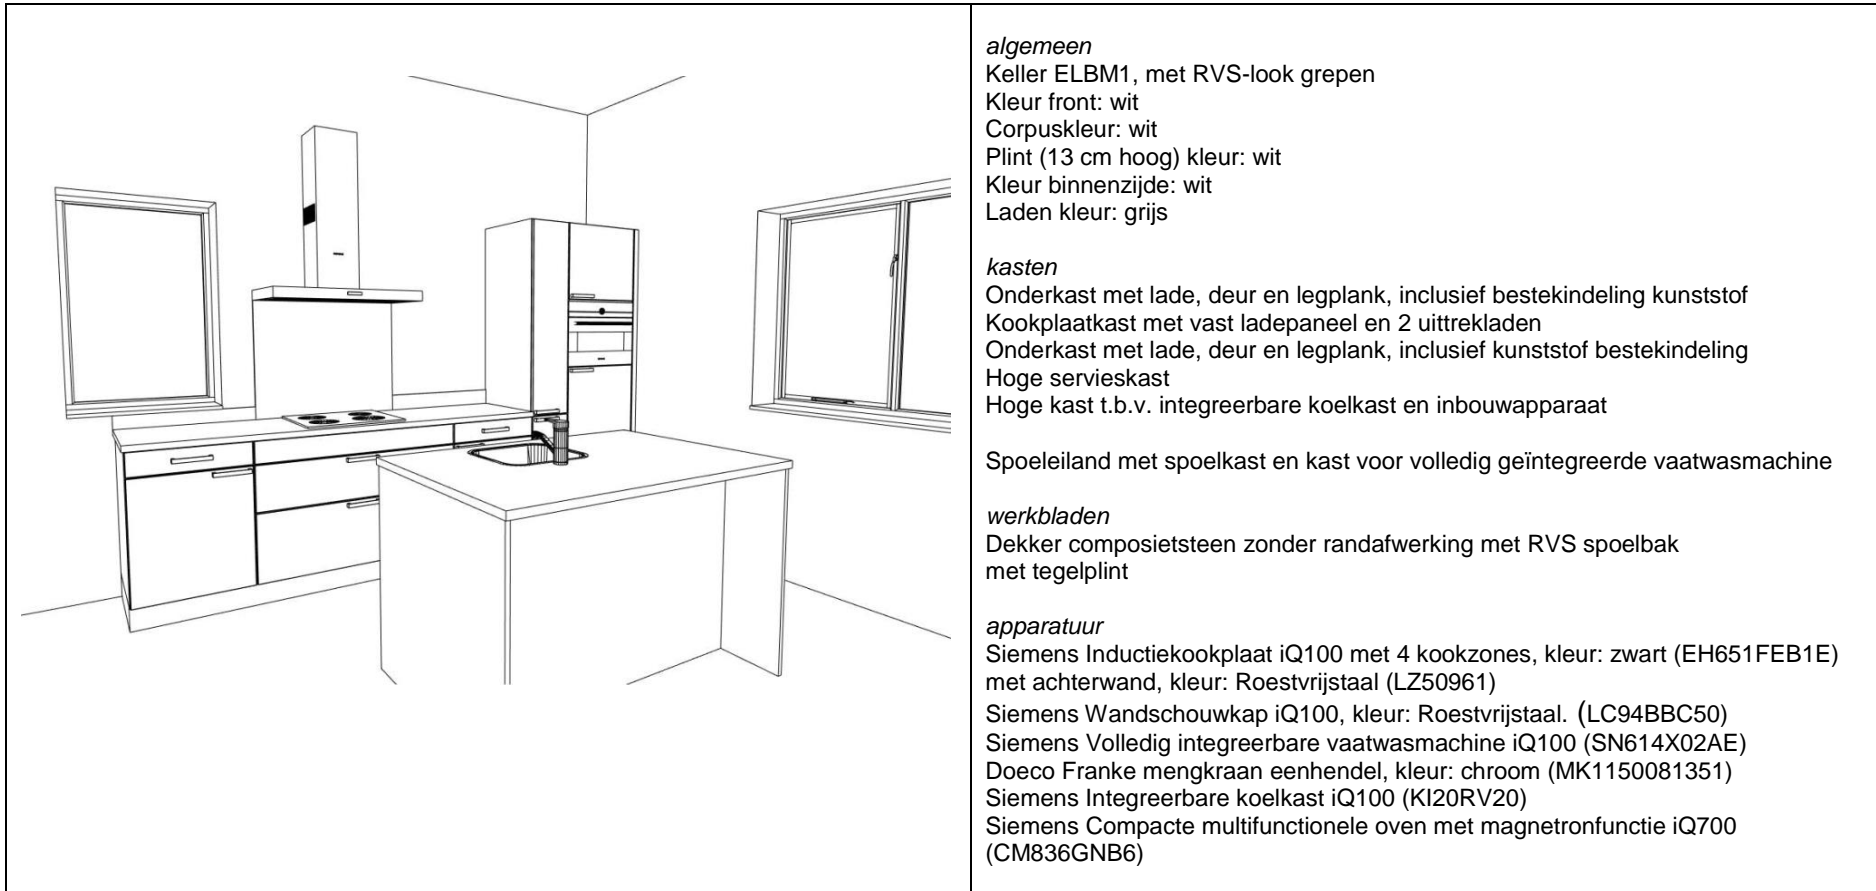 algemeen
Keller ELBM1, met RVS-look grepen
Kleur front: wit
Corpuskleur: wit
Plint (13 cm hoog) kleur: wit
Kleur binnenzijde: wit
Laden kleur: grijs
kasten
Onderkast met lade, deur en legplank, inclusief bestekindeling kunststof
Kookplaatkast met vast ladepaneel en 2 uittrekladen
Onderkast met lade, deur en legplank, inclusief kunststof bestekindeling
Hoge servieskast
Hoge kast t.b.v. integreerbare koelkast en inbouwapparaat
Spoeleiland met spoelkast en kast voor volledig geïntegreerde vaatwasmachine
werkbladen
Dekker composietsteen zonder randafwerking met RVS spoelbak
met tegelplint
apparatuur
Siemens Inductiekookplaat iQ100 met 4 kookzones, kleur: zwart (EH651FEB1E)
met achterwand, kleur: Roestvrijstaal (LZ50961)
Siemens Wandschouwkap iQ100, kleur: Roestvrijstaal. (LC94BBC50)
Siemens Volledig integreerbare vaatwasmachine iQ100 (SN614X02AE)
Doeco Franke mengkraan eenhendel, kleur: chroom (MK1150081351)
Siemens Integreerbare koelkast iQ100 (KI20RV20)
Siemens Compacte multifunctionele oven met magnetronfunctie iQ700
(CM836GNB6)